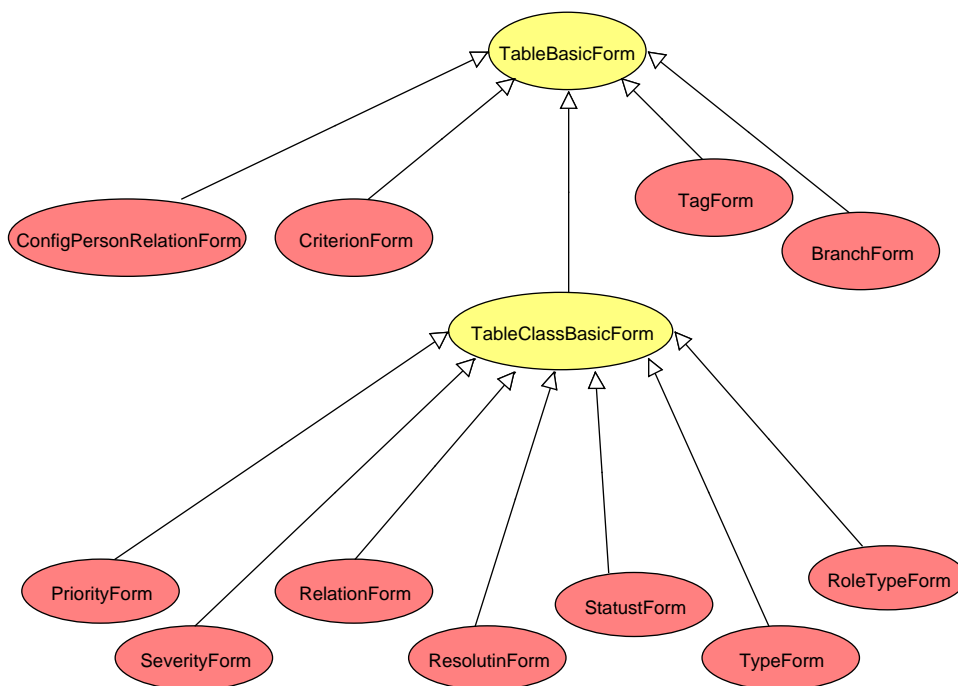 TableBasicForm
TagForm
ConfigPersonRelationForm
CriterionForm
BranchForm
TableClassBasicForm
RoleTypeForm
PriorityForm
RelationForm
StatustForm
SeverityForm
ResolutinForm
TypeForm